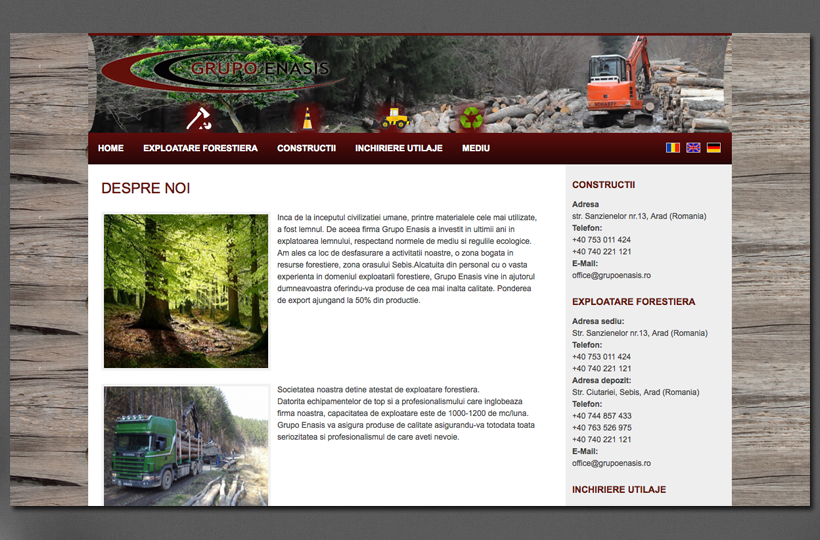 GRUPO ENASIS
HOME EXPLOATARE FORESTIERA CONSTRUCTII INCHIRIERE UTILAJE MEDIU
DESPRE NOI
Inca de la inceputul civilizatiei umane, printre materialele cele mai utilizate,
a fost lemnul. De aceea firma Grupo Enasis a investit in ultimii ani in
explatoarea lemnului, respectand normele de mediu si regulile ecologice.
Am ales ca loc de desfasurare a activitatii noastre, o zona bogata in
resurse forestiere, zona orasului Sebis.Alcatuita din personal cu o vasta
experienta in domeniul exploatarii forestiere, Grupo Enasis vine in ajutorul
dumneavoastra oferindu-va produse de cea mai inalta calitate. Ponderea
de export ajungand la 50% din productie.
Societatea noastra detine atestat de exploatare forestiera.
Datorita echipamentelor de top si a profesionalismului care inglobeaza
firma noastra, capacitatea de exploatare este de 1000-1200 de mc/luna.
Grupo Enasis va asigura produse de calitate asigurandu-va totodata toata
seriozitatea si profesionalismul de care aveti nevoie.
CONSTRUCTII
Adresa
str. Sanzienelor nr.13, Arad (Romania)
Telefon:
+40 753 011 424
+40 740 221 121
E-Mail:
office@grupoenasis.ro
EXPLOATARE FORESTIERA
Adresa sediu:
Str. Sanzienelor nr.13, Arad (Romania)
Telefon:
+40 753 011 424
+40 740 221 121
Adresa depozit:
Str. Ciutariei, Sebis, Arad (Romania)
Telefon:
+40 744 857 433
+40 763 526 975
+40 740 221 121
E-Mail:
office@grupoenasis.ro
INCHIRIERE UTILAJE